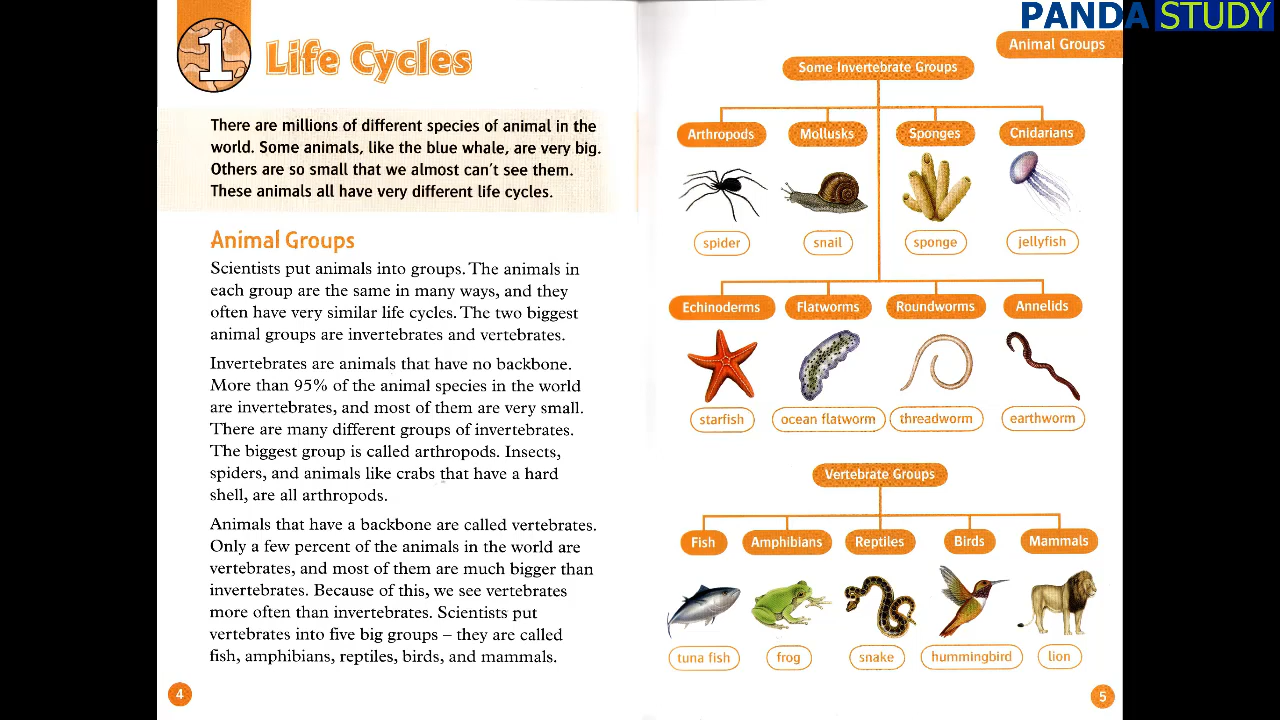 PANDA STUDY
1 Life Cycles
There are millions of different species of animal in the
world. Some animals, like the blue whale, are very big.
Others are so small that we almost can't see them.
These animals all have very different life cycles.
Animal Groups
Scientists put animals into groups. The animals in
each group are the same in many ways, and they
often have very similar life cycles. The two biggest
animal groups are invertebrates and vertebrates.
Invertebrates are animals that have no backbone.
More than 95% of the animal species in the world
are invertebrates, and most of them are very small.
There are many different groups of invertebrates.
The biggest group is called arthropods. Insects,
spiders, and animals like crabs that have a hard
shell, are all arthropods.
Animals that have a backbone are called vertebrates.
Only a few percent of the animals in the world are
vertebrates, and most of them are much bigger than
invertebrates. Because of this, we see vertebrates
more often than invertebrates. Scientists put
vertebrates into five big groups – they are called
fish, amphibians, reptiles, birds, and mammals.
4
Animal Groups
Some Invertebrate Groups
Arthropods Mollusks Sponges Cnidarians
spider snail sponge jellyfish
Echinoderms Flatworms Roundworms Annelids
starfish ocean flatworm threadworm earthworm
Vertebrate Groups
Fish Amphibians Reptiles Birds Mammals
tuna fish frog snake hummingbird lion
5